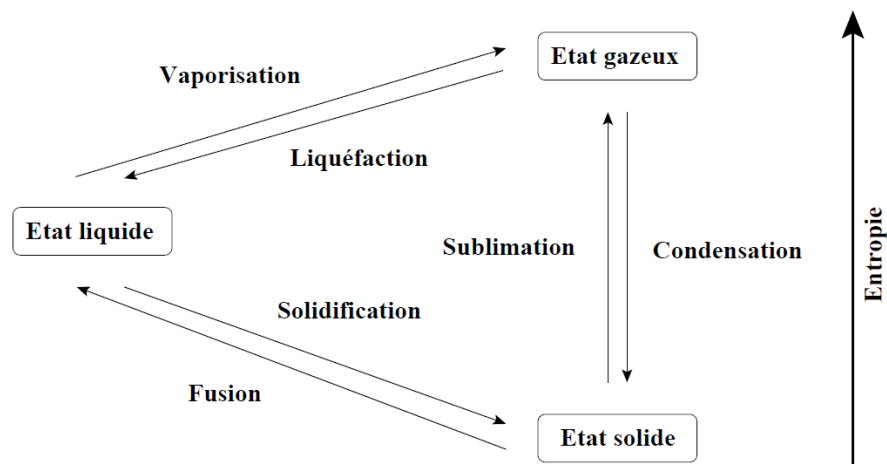 Etat gazeux
Vaporisation
Liquéfaction
Etat liquide
Sublimation
Condensation
Entropie
Solidification
Fusion
Etat solide